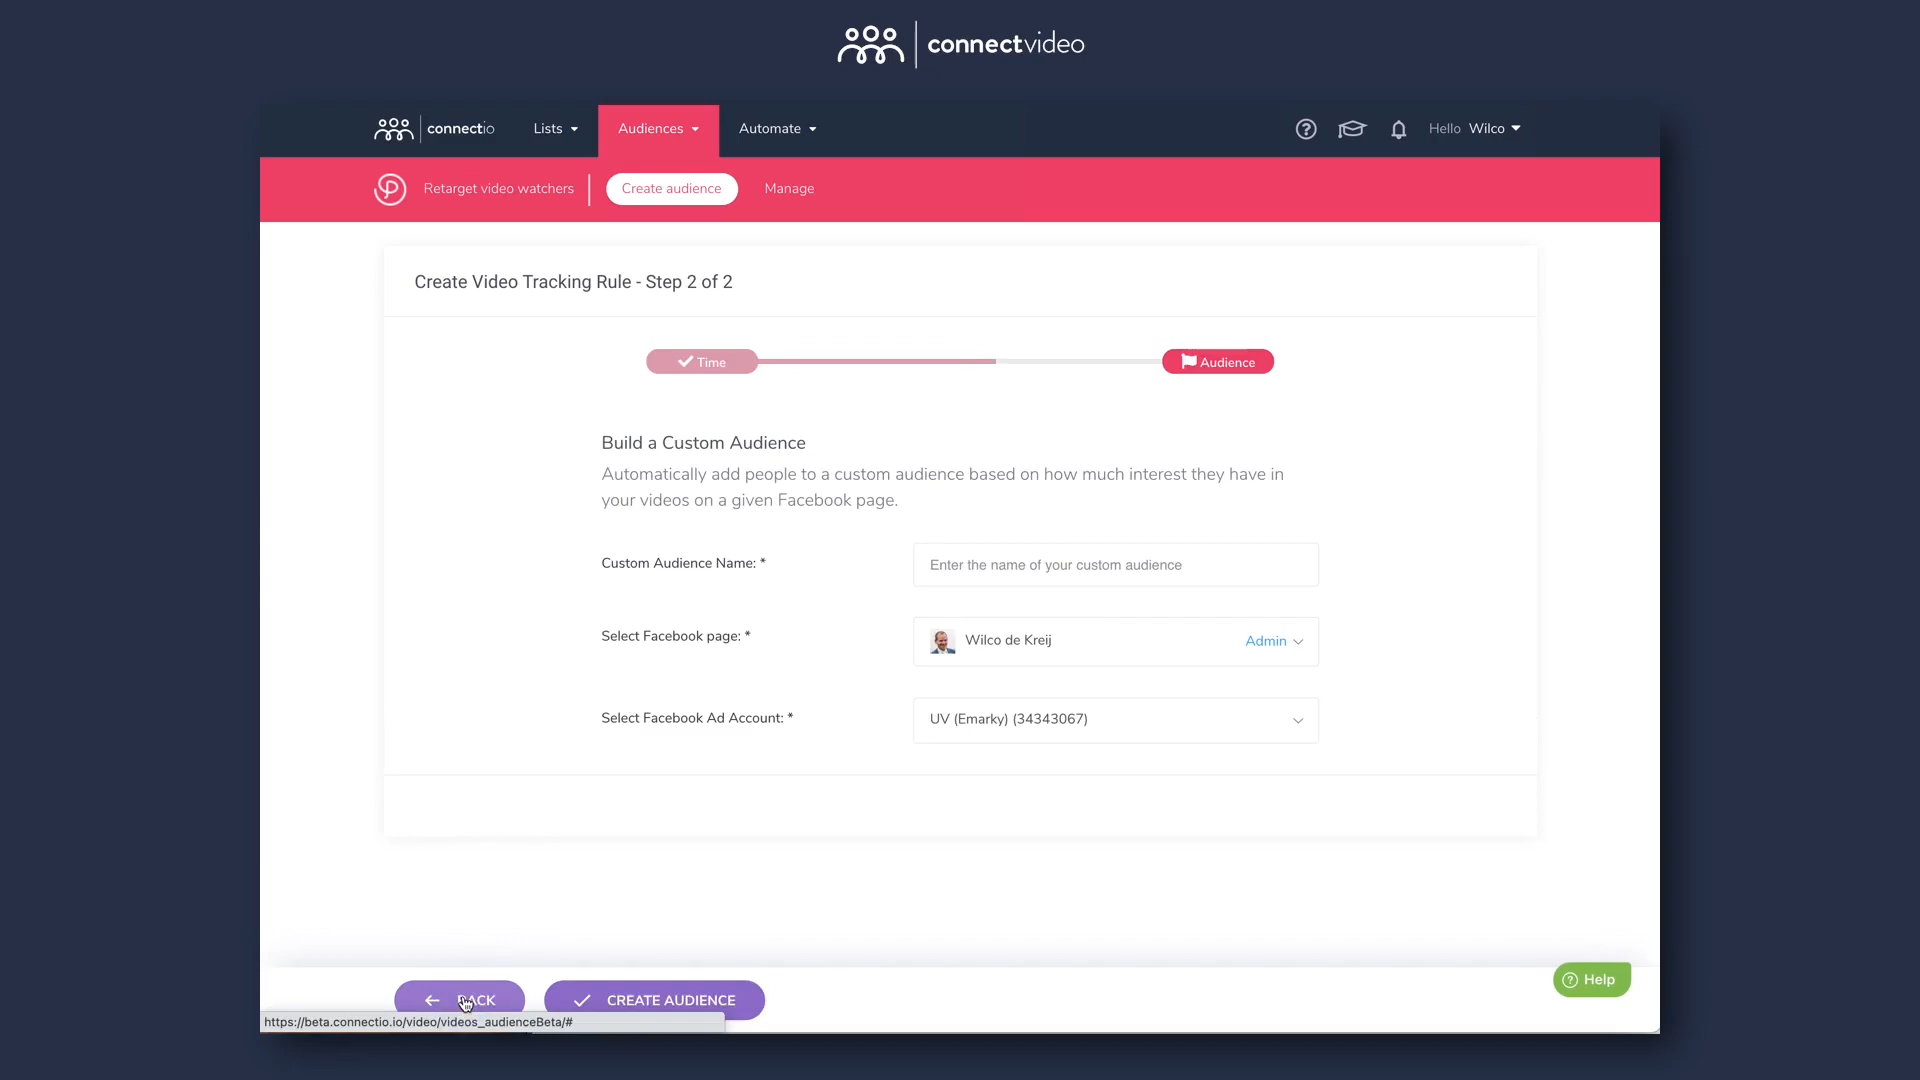 connectvideo
connectio
Lists
Audiences
Automate
Hello Wilco
Retarget video watchers
Create audience
Manage
Create Video Tracking Rule - Step 2 of 2
Time
Audience
Build a Custom Audience
Automatically add people to a custom audience based on how much interest they have in
your videos on a given Facebook page.
Custom Audience Name: *
Enter the name of your custom audience
Select Facebook page: *
Wilco de Kreij
Admin
Select Facebook Ad Account: *
UV (Emarky) (34343067)
Help
BACK
CREATE AUDIENCE
https://beta.connectio.io/video/videos_audienceBeta/#